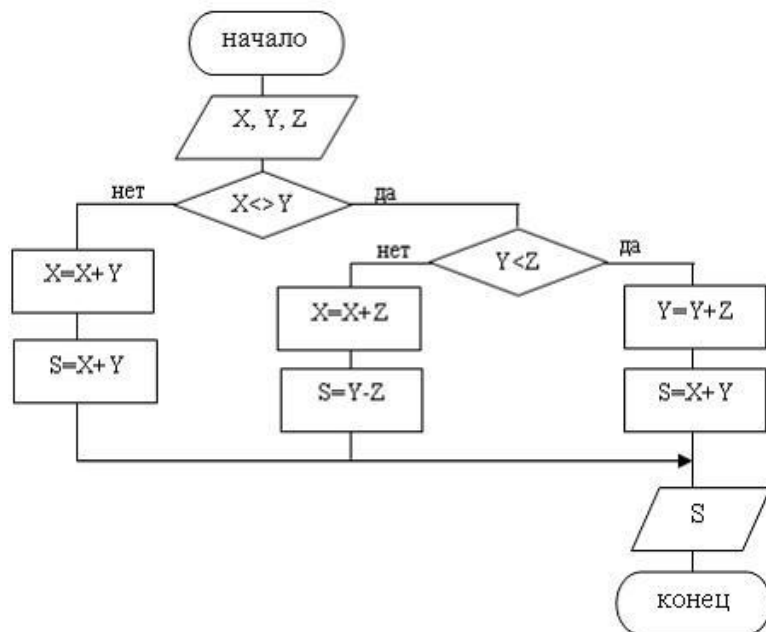 начало
X, Y, Z
нет
X<>Y
да
нет
Y<Z
да
X=X+Y
X=X+Z
Y=Y+Z
S=X+Y
S=Y-Z
S=X+Y
S
конец